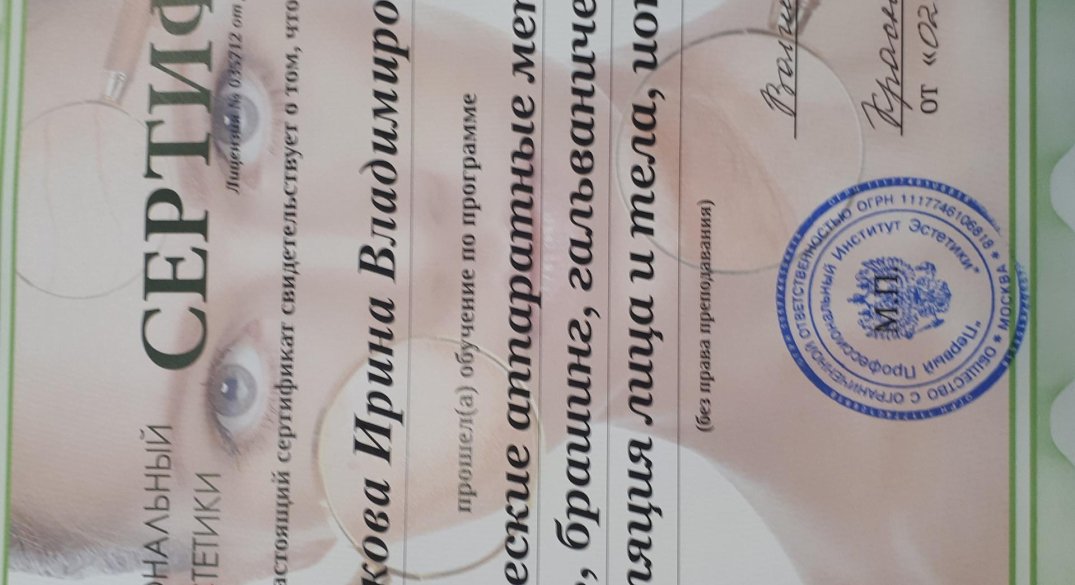 ОНАЛЬНЫЙ
ТЕТИКИ
СЕРТИФ
Лицензия № 035712 от
астоящий сертификат свидетельствует о том, что
кова Ирина Владимиро
прошел(а) обучение по программе
еские аппаратные мет
, брашинг, гальваниче
ляция лица и тела, ион
(без права преподавания)
от «02
М.П.
ОБЩЕСТВО С ОГРАНИЧЕННОЙ ОТВЕТСТВЕННОСТЬЮ ОГРН 1117746106818 * МОСКВА *
"Первый Профессиональный Институт Эстетики"